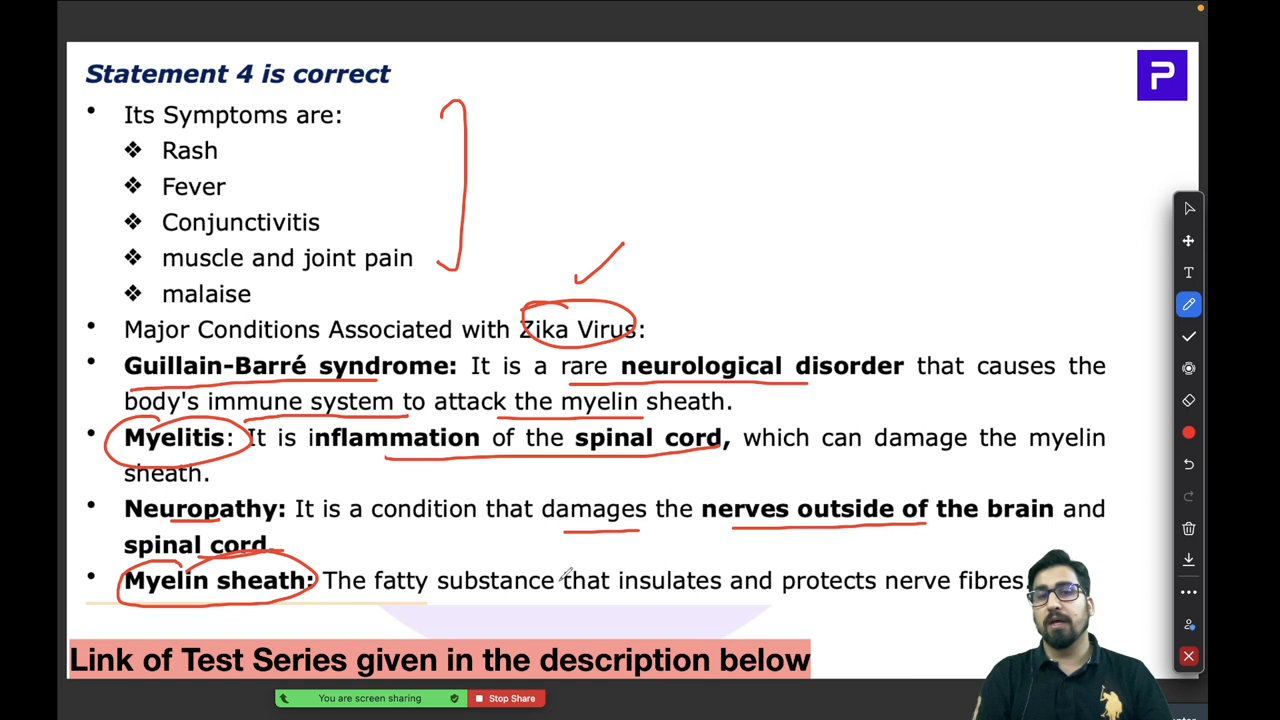 Statement 4 is correct
P
• Its Symptoms are:
❖ Rash
❖ Fever
❖ Conjunctivitis
❖ muscle and joint pain
❖ malaise
• Major Conditions Associated with Zika Virus:
• Guillain-Barré syndrome: It is a rare neurological disorder that causes the
body's immune system to attack the myelin sheath.
• Myelitis: It is inflammation of the spinal cord, which can damage the myelin
sheath.
• Neuropathy: It is a condition that damages the nerves outside of the brain and
spinal cord.
• Myelin sheath: The fatty substance that insulates and protects nerve fibres.
Link of Test Series given in the description below
You are screen sharing
Stop Share
T